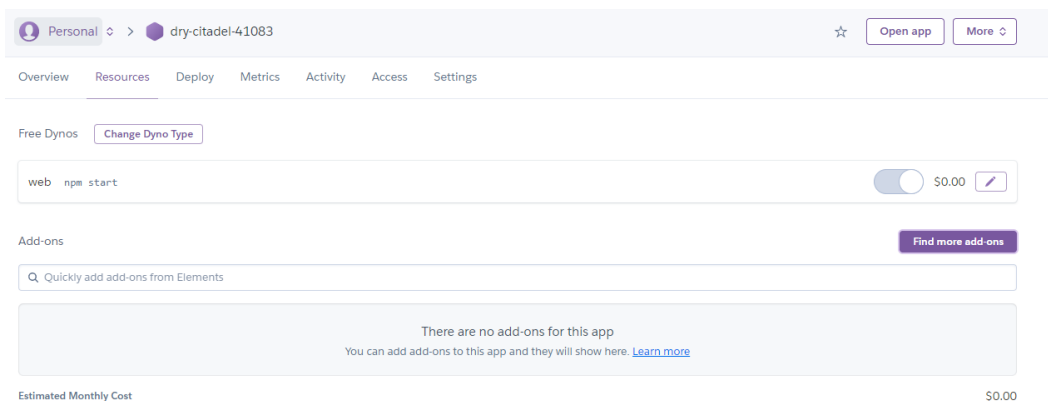 Personal > dry-citadel-41083 Open app More
Overview Resources Deploy Metrics Activity Access Settings
Free Dynos Change Dyno Type
web npm start $0.00
Add-ons Find more add-ons
Quickly add add-ons from Elements
There are no add-ons for this app
You can add add-ons to this app and they will show here. Learn more
Estimated Monthly Cost $0.00